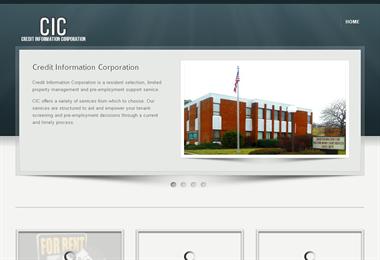 CIC
CREDIT INFORMATION CORPORATION
HOME
Credit Information Corporation
Credit Information Corporation is a resident selection, limited
property management and pre-employment support service.
CIC offers a variety of services from which to choose. Our
services are structured to aid and empower your tenant
screening and pre-employment decisions through a current
and timely process.
FOR RENT